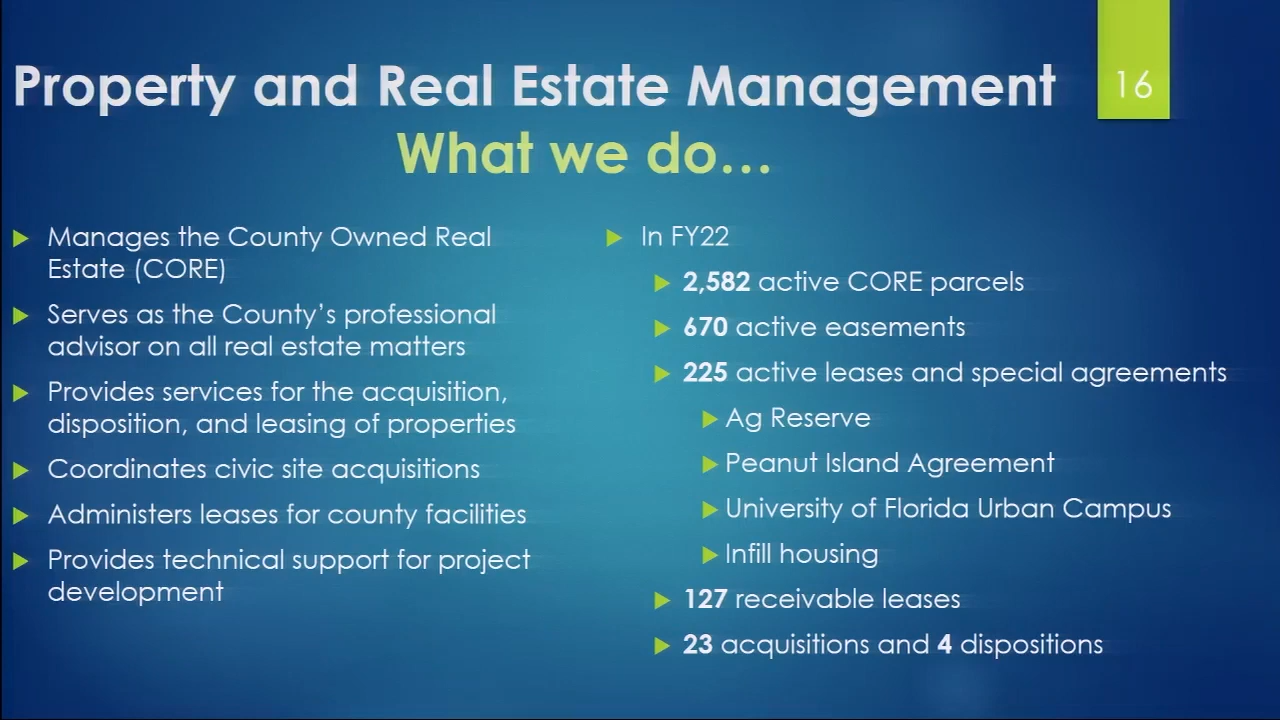 Property and Real Estate Management
What we do...
16
Manages the County Owned Real
Estate (CORE)
Serves as the County’s professional
advisor on all real estate matters
Provides services for the acquisition,
disposition, and leasing of properties
Coordinates civic site acquisitions
Administers leases for county facilities
Provides technical support for project
development
In FY22
2,582 active CORE parcels
670 active easements
225 active leases and special agreements
Ag Reserve
Peanut Island Agreement
University of Florida Urban Campus
Infill housing
127 receivable leases
23 acquisitions and 4 dispositions